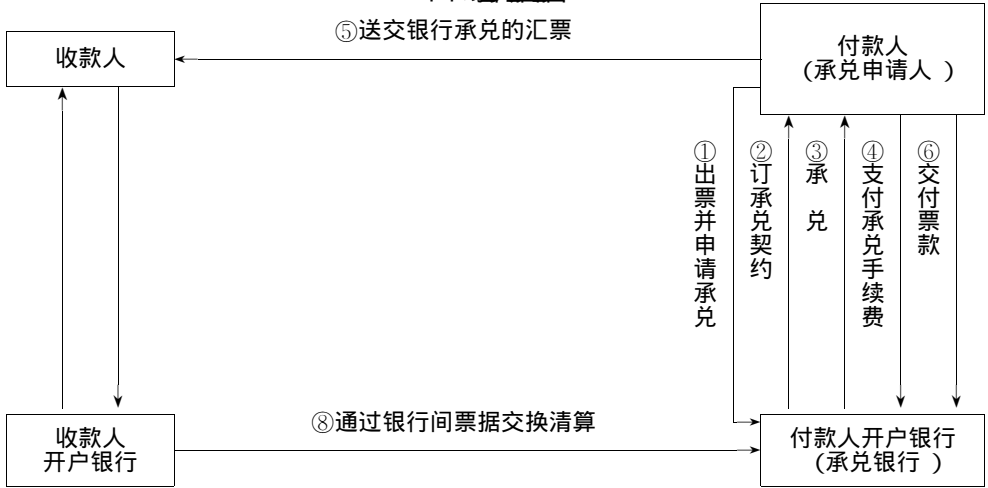 ⑤送交银行承兑的汇票
收款人
付款人
(承兑申请人 )
①出票并申请承兑
②订承兑契约
③承 兑
④支付承兑手续费
⑥交付票款
⑧通过银行间票据交换清算
收款人
开户银行
付款人开户银行
(承兑银行 )